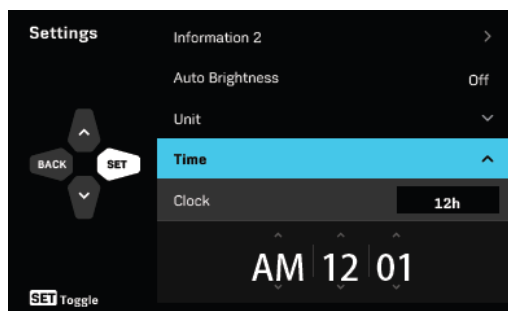 Settings
Information 2
Auto Brightness Off
Unit
BACK SET
Time
Clock 12h
AM 12 01
SET Toggle